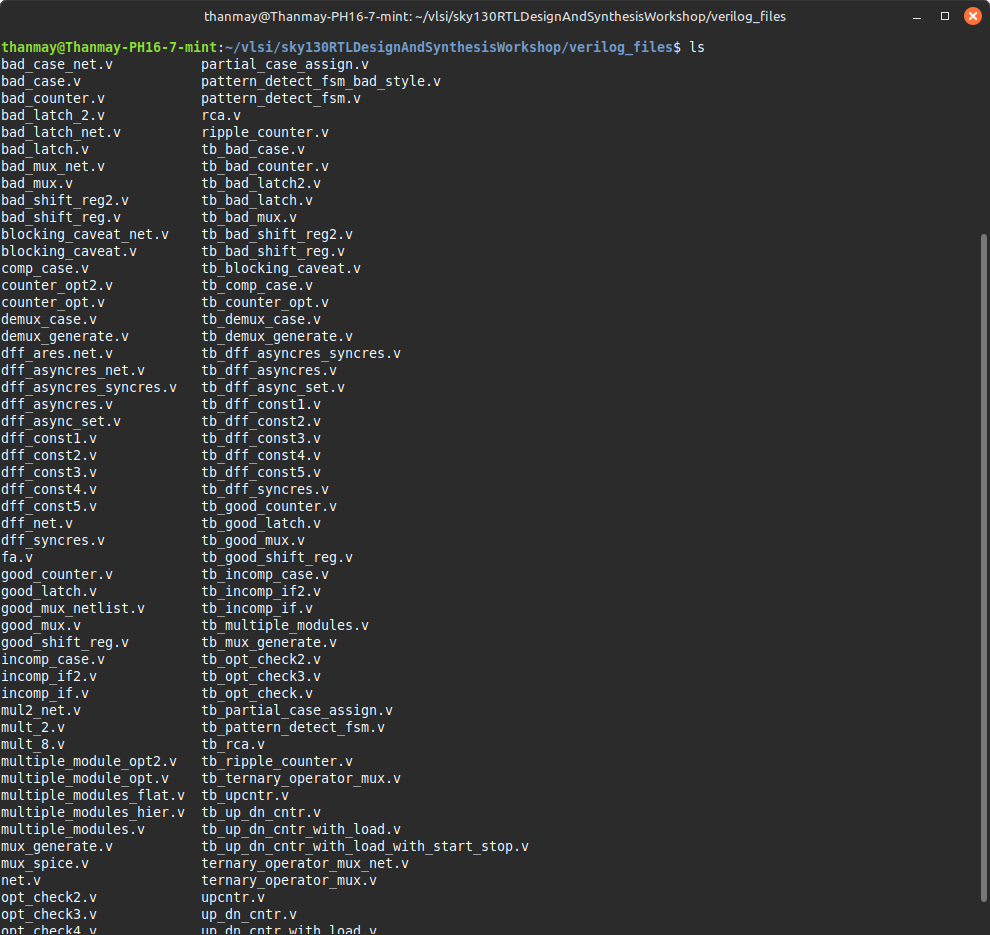 thanmay@Thanmay-PH16-7-mint: ~/vlsi/sky130RTLDesignAndSynthesisWorkshop/verilog_files
thanmay@Thanmay-PH16-7-mint:~/vlsi/sky130RTLDesignAndSynthesisWorkshop/verilog_files$ ls
bad_case_net.v partial_case_assign.v
bad_case.v pattern_detect_fsm_bad_style.v
bad_counter.v pattern_detect_fsm.v
bad_latch_2.v rca.v
bad_latch_net.v ripple_counter.v
bad_latch.v tb_bad_case.v
bad_mux_net.v tb_bad_counter.v
bad_mux.v tb_bad_latch2.v
bad_shift_reg2.v tb_bad_latch.v
bad_shift_reg.v tb_bad_mux.v
blocking_caveat_net.v tb_bad_shift_reg2.v
blocking_caveat.v tb_bad_shift_reg.v
comp_case.v tb_blocking_caveat.v
counter_opt2.v tb_comp_case.v
counter_opt.v tb_counter_opt.v
demux_case.v tb_demux_case.v
demux_generate.v tb_demux_generate.v
dff_ares.net.v tb_dff_asyncres_syncres.v
dff_asyncres_net.v tb_dff_asyncres.v
dff_asyncres_syncres.v tb_dff_async_set.v
dff_asyncres.v tb_dff_const1.v
dff_async_set.v tb_dff_const2.v
dff_const1.v tb_dff_const3.v
dff_const2.v tb_dff_const4.v
dff_const3.v tb_dff_const5.v
dff_const4.v tb_dff_syncres.v
dff_const5.v tb_good_counter.v
dff_net.v tb_good_latch.v
dff_syncres.v tb_good_mux.v
fa.v tb_good_shift_reg.v
good_counter.v tb_incomp_case.v
good_latch.v tb_incomp_if2.v
good_mux_netlist.v tb_incomp_if.v
good_mux.v tb_multiple_modules.v
good_shift_reg.v tb_mux_generate.v
incomp_case.v tb_opt_check2.v
incomp_if2.v tb_opt_check3.v
incomp_if.v tb_opt_check.v
mul2_net.v tb_partial_case_assign.v
mult_2.v tb_pattern_detect_fsm.v
mult_8.v tb_rca.v
multiple_module_opt2.v tb_ripple_counter.v
multiple_module_opt.v tb_ternary_operator_mux.v
multiple_modules_flat.v tb_upcntr.v
multiple_modules_hier.v tb_up_dn_cntr.v
multiple_modules.v tb_up_dn_cntr_with_load.v
mux_generate.v tb_up_dn_cntr_with_load_with_start_stop.v
mux_spice.v ternary_operator_mux_net.v
net.v ternary_operator_mux.v
opt_check2.v upcntr.v
opt_check3.v up_dn_cntr.v
opt_check4.v up_dn_cntr_with_load.v